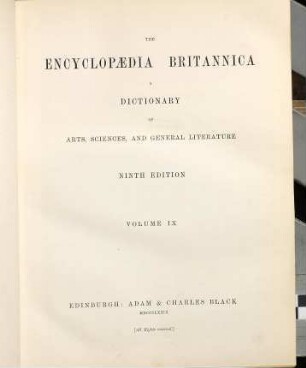 THE
ENCYCLOPÆDIA BRITANNICA
A
DICTIONARY
OF
ARTS, SCIENCES, AND GENERAL LITERATURE
NINTH EDITION
VOLUME IX
EDINBURGH: ADAM & CHARLES BLACK
[All Rights reserved.]